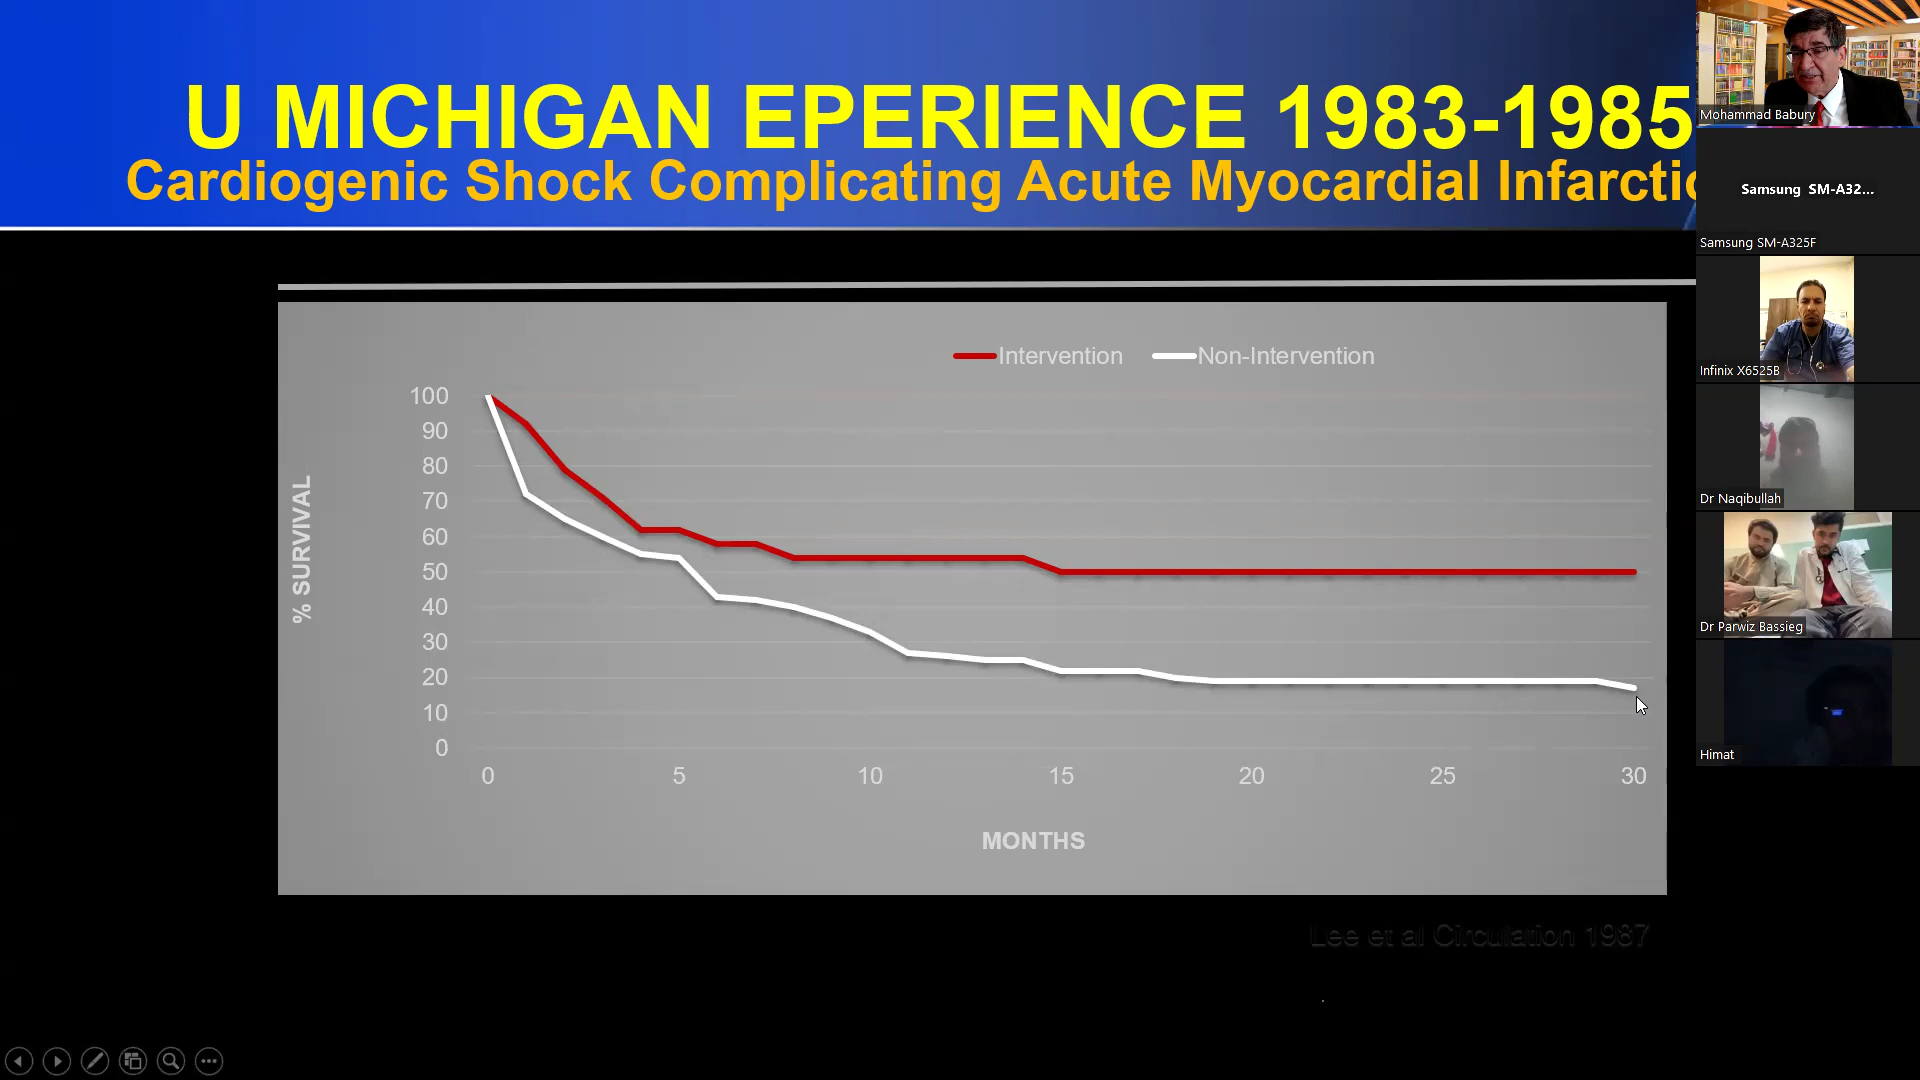 U MICHIGAN EPERIENCE 1983-1985
Cardiogenic Shock Complicating Acute Myocardial Infarctio
Intervention Non-Intervention
% SURVIVAL
100
90
80
70
60
50
40
30
20
10
0
0 5 10 15 20 25 30
MONTHS
Lee et al Circulation 1987
Mohammad Babury
Samsung SM-A32...
Samsung SM-A325F
Infinix X6525B
Dr Naqibullah
Dr Parwiz Bassieg
Himat